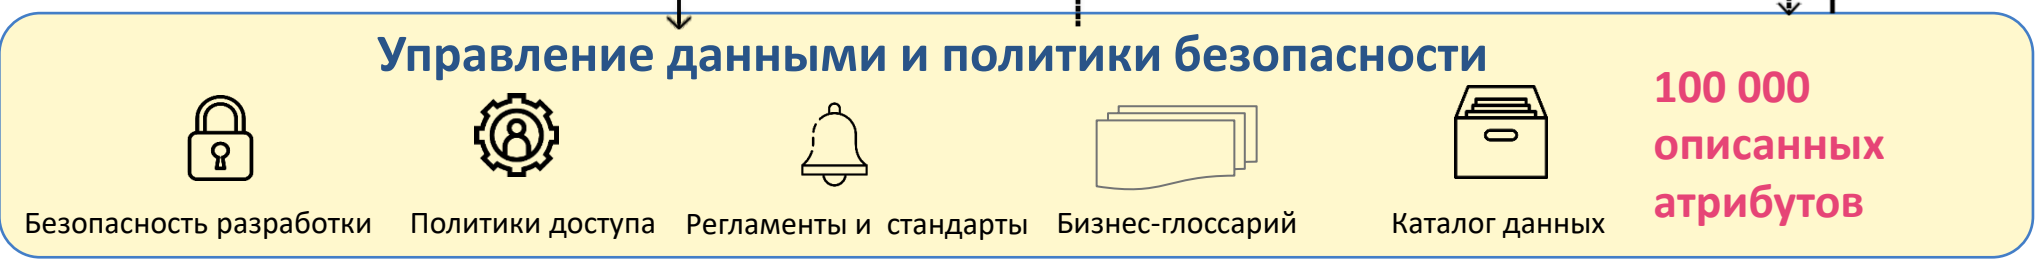 Управление данными и политики безопасности
100 000
описанных
атрибутов
Безопасность разработки
Политики доступа
Регламенты и стандарты
Бизнес-глоссарий
Каталог данных